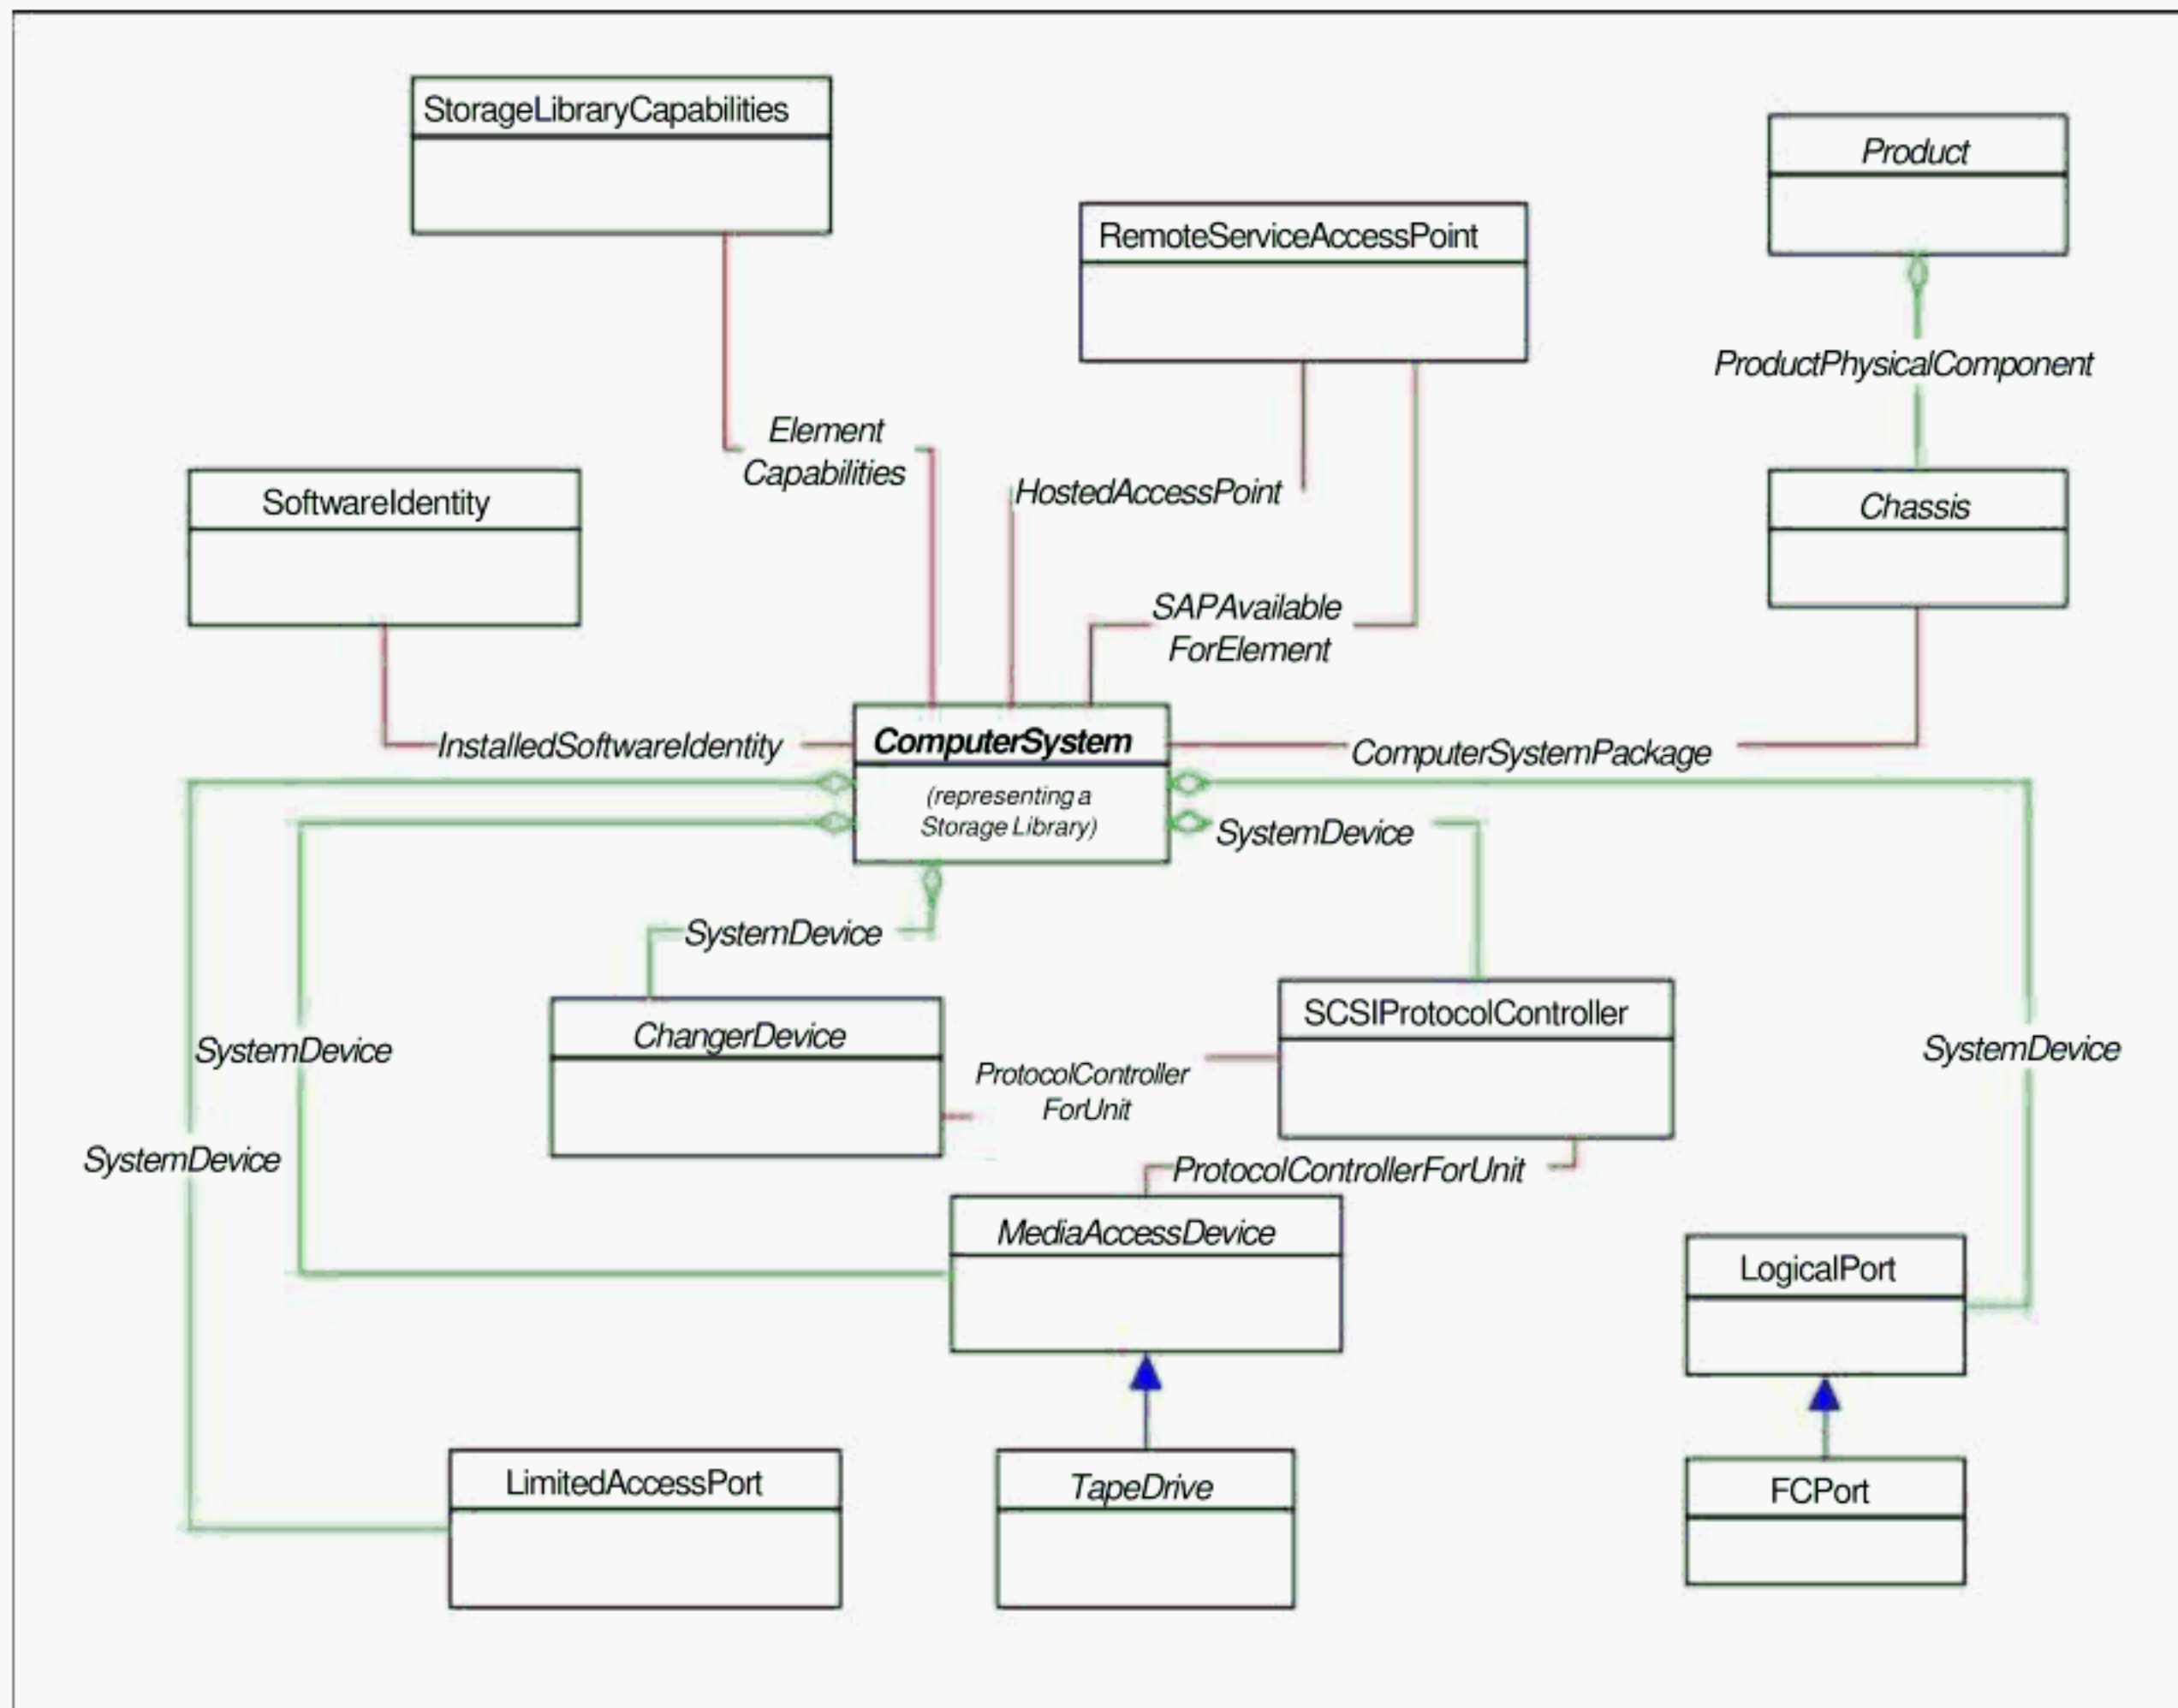 StorageLibraryCapabilities
Product
RemoteServiceAccessPoint
ProductPhysicalComponent
Element
Capabilities
HostedAccessPoint
SoftwareIdentity
Chassis
SAPAvailable
ForElement
InstalledSoftwareIdentity
ComputerSystem
ComputerSystemPackage
(representing a
Storage Library)
SystemDevice
SystemDevice
ChangerDevice
SCSIProtocolController
SystemDevice
SystemDevice
ProtocolController
ForUnit
SystemDevice
ProtocolControllerForUnit
MediaAccessDevice
LogicalPort
LimitedAccessPort
TapeDrive
FCPort